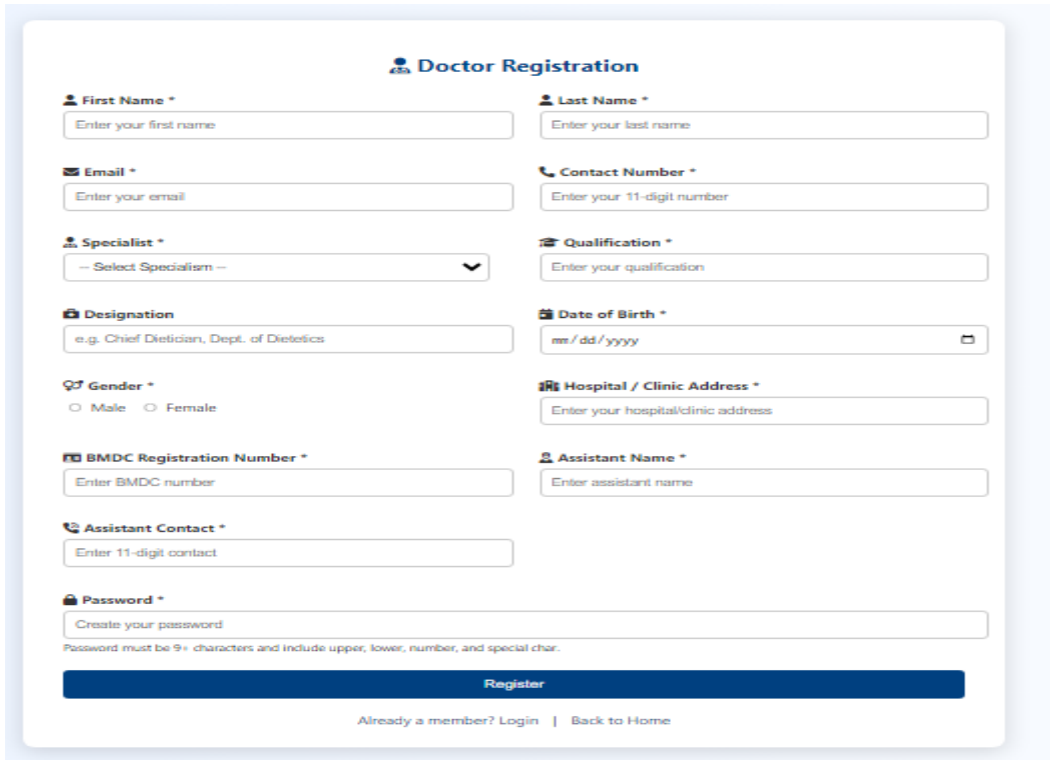 Doctor Registration
First Name *
Last Name *
Enter your first name
Enter your last name
Email *
Contact Number *
Enter your email
Enter your 11-digit number
Specialist *
Qualification *
-- Select Specialism --
Enter your qualification
Designation
Date of Birth *
e.g. Chief Dietician, Dept. of Dietetics
mm/dd/yyyy
Gender *
Hospital / Clinic Address *
Male Female
Enter your hospital/clinic address
BMDC Registration Number *
Assistant Name *
Enter BMDC number
Enter assistant name
Assistant Contact *
Enter 11-digit contact
Password *
Create your password
Password must be 9+ characters and include upper, lower, number, and special char.
Register
Already a member? Login | Back to Home